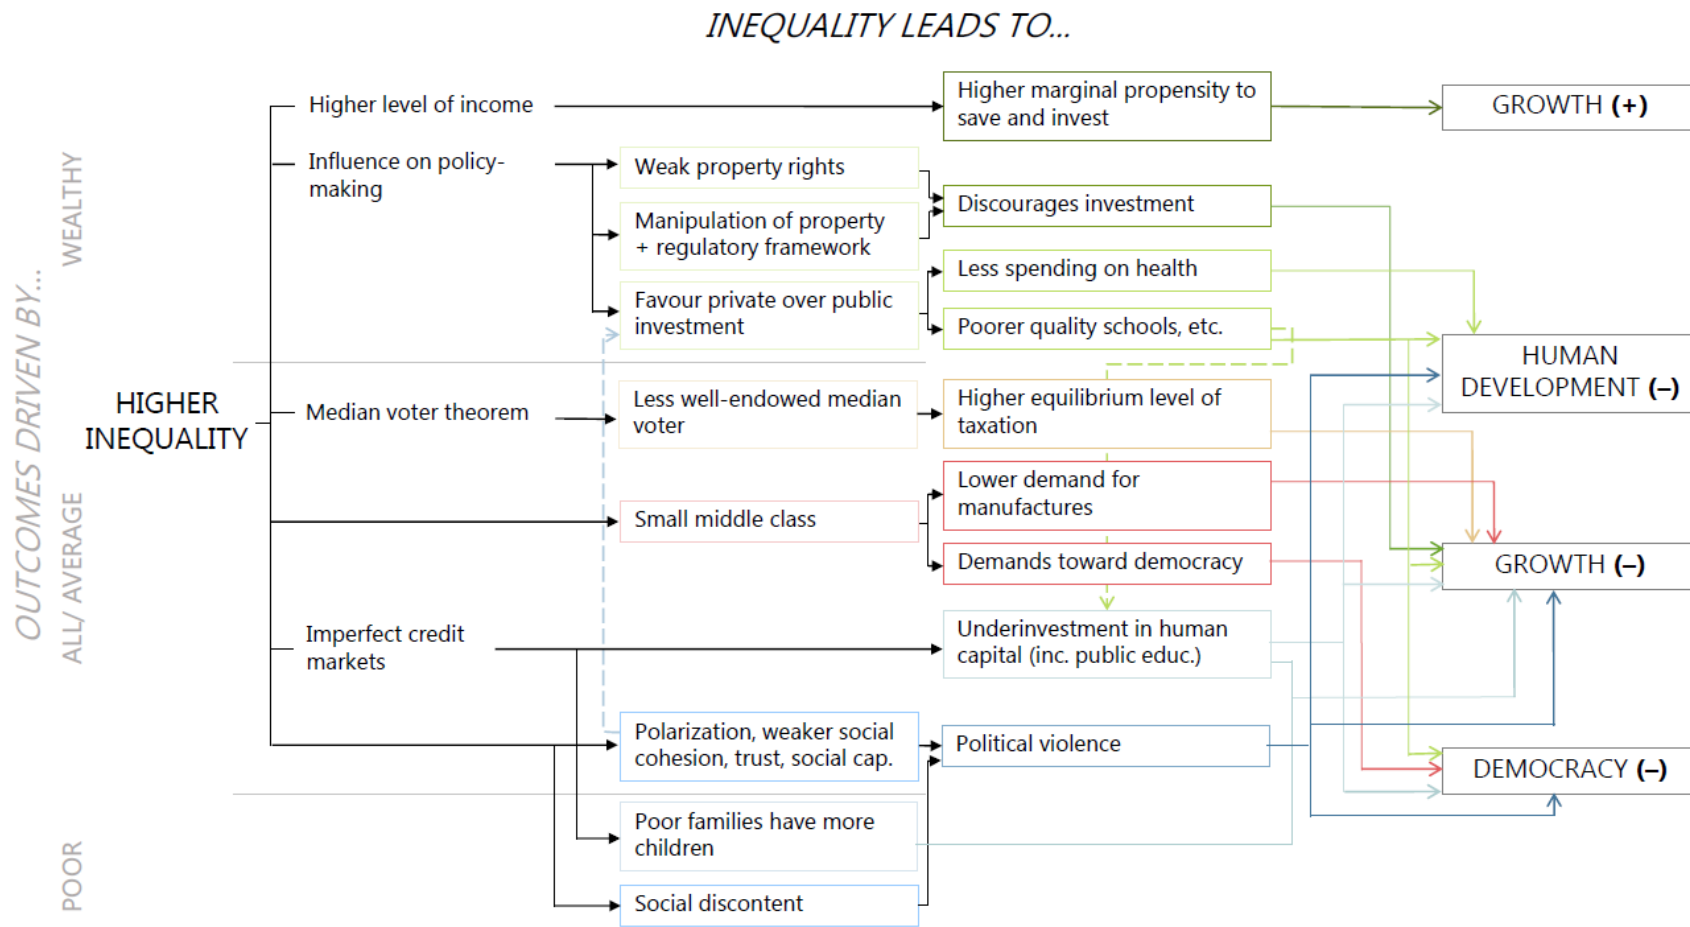 INEQUALITY LEADS TO...
OUTCOMES DRIVEN BY...
WEALTHY
ALL/ AVERAGE
POOR
HIGHER
INEQUALITY
Higher level of income
Influence on policy-
making
Median voter theorem
Imperfect credit
markets
Weak property rights
Manipulation of property
+ regulatory framework
Favour private over public
investment
Less well-endowed median
voter
Small middle class
Polarization, weaker social
cohesion, trust, social cap.
Poor families have more
children
Social discontent
Higher marginal propensity to
save and invest
Discourages investment
Less spending on health
Poorer quality schools, etc.
Higher equilibrium level of
taxation
Lower demand for
manufactures
Demands toward democracy
Underinvestment in human
capital (inc. public educ.)
Political violence
GROWTH (+)
HUMAN
DEVELOPMENT (–)
GROWTH (–)
DEMOCRACY (–)